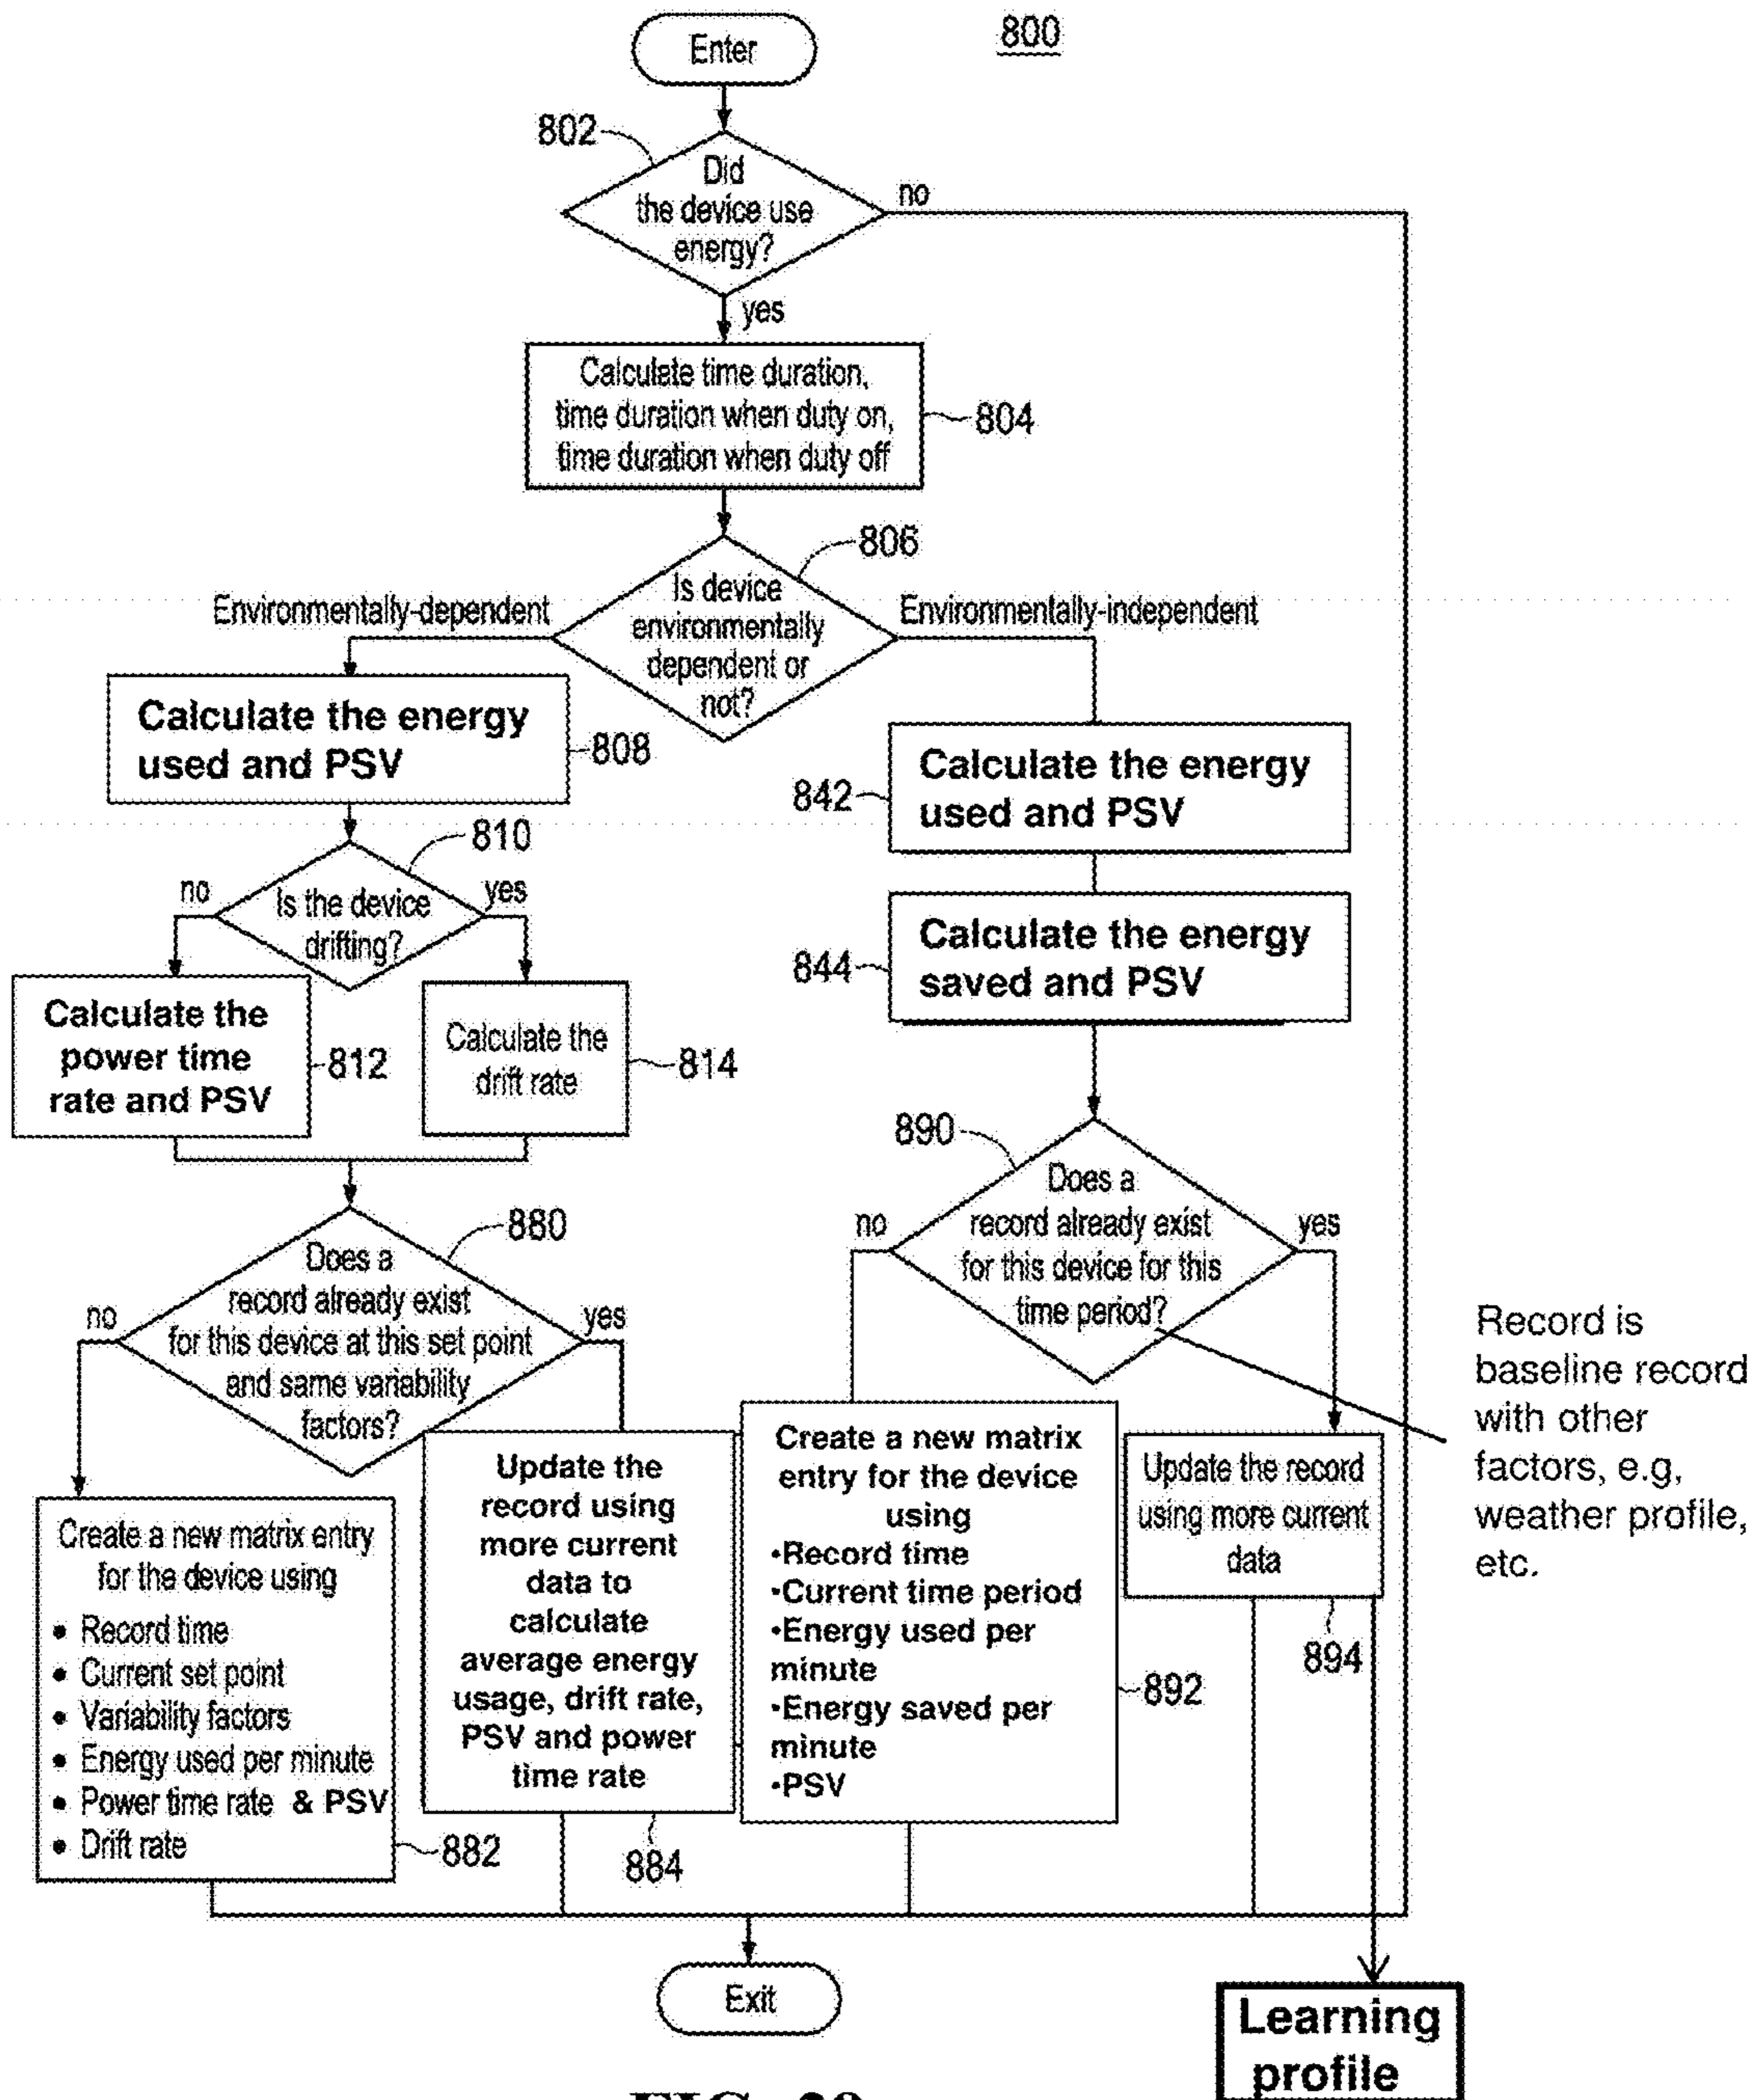 800
Enter
802
Did
the device use
energy?
no
yes
Calculate time duration,
time duration when duty on,
time duration when duty off
804
806
Is device
environmentally
dependent or
not?
Environmentally-dependent
Environmentally-independent
Calculate the energy
used and PSV
808
842
Calculate the energy
used and PSV
810
Is the device
drifting?
no
yes
844
Calculate the energy
saved and PSV
Calculate the
power time
rate and PSV
812
Calculate the
drift rate
814
890
Does a
record already exist
for this device for this
time period?
no
yes
880
Does a
record already exist
for this device at this set point
and same variability
factors?
no
yes
Record is
baseline record
with other
factors, e.g,
weather profile,
etc.
Create a new matrix entry
for the device using
• Record time
• Current set point
• Variability factors
• Energy used per minute
• Power time rate & PSV
• Drift rate
882
Update the
record using
more current
data to
calculate
average energy
usage, drift rate,
PSV and power
time rate
884
Create a new matrix
entry for the device
using
•Record time
•Current time period
•Energy used per
minute
•Energy saved per
minute
•PSV
892
Update the record
using more current
data
894
Exit
Learning
profile